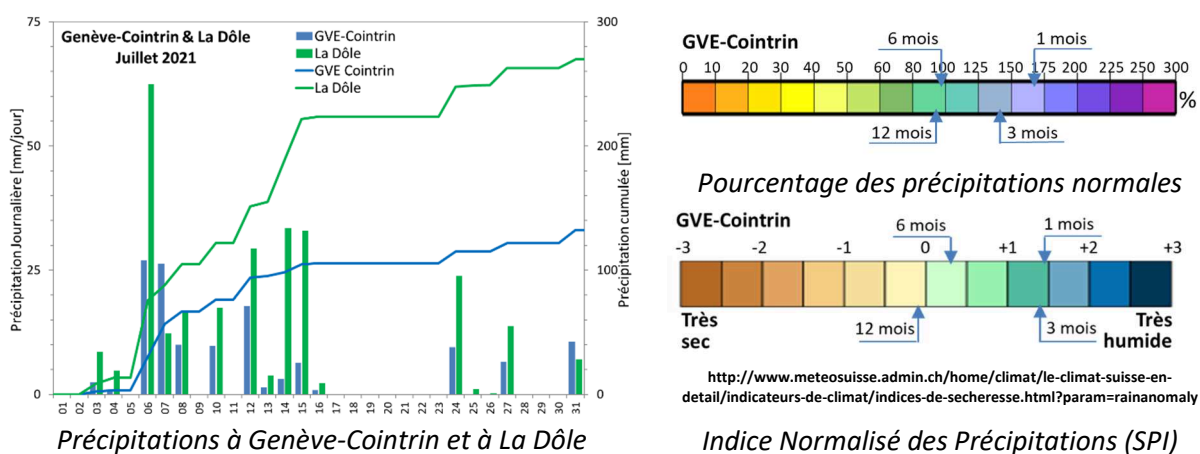 Genève-Cointrin & La Dôle
Juillet 2021
GVE-Cointrin
La Dôle
GVE Cointrin
La Dôle
Précipitation Journalière [mm/jour]
75
50
25
0
300
200
100
0
Précipitation cumulée [mm]
01 02 03 04 05 06 07 08 09 10 11 12 13 14 15 16 17 18 19 20 21 22 23 24 25 26 27 28 29 30 31
Précipitations à Genève-Cointrin et à La Dôle
GVE-Cointrin
6 mois
1 mois
0 10 20 30 40 50 60 80 100 125 150 175 200 225 250 300
%
12 mois
3 mois
Pourcentage des précipitations normales
GVE-Cointrin
6 mois
1 mois
-3 -2 -1 0 +1 +2 +3
Très
sec
12 mois
3 mois
Très
humide
http://www.meteosuisse.admin.ch/home/climat/le-climat-suisse-en-
detail/indicateurs-de-climat/indices-de-secheresse.html?param=rainanomaly
Indice Normalisé des Précipitations (SPI)